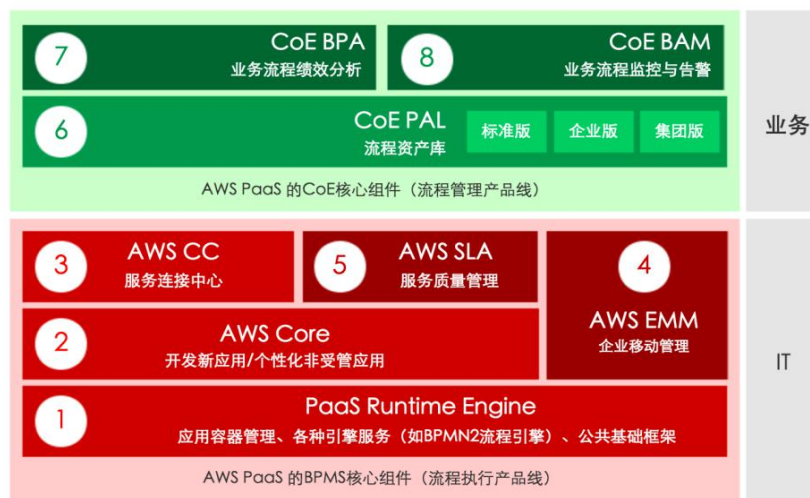 7
CoE BPA
业务流程绩效分析
8
CoE BAM
业务流程监控与告警
6
CoE PAL
流程资产库
标准版
企业版
集团版
AWS PaaS 的CoE核心组件（流程管理产品线）
业务
3
AWS CC
服务连接中心
5
AWS SLA
服务质量管理
4
AWS EMM
企业移动管理
2
AWS Core
开发新应用/个性化非受管应用
1
PaaS Runtime Engine
应用容器管理、各种引擎服务（如BPMN2流程引擎）、公共基础框架
AWS PaaS 的BPMS核心组件（流程执行产品线）
IT